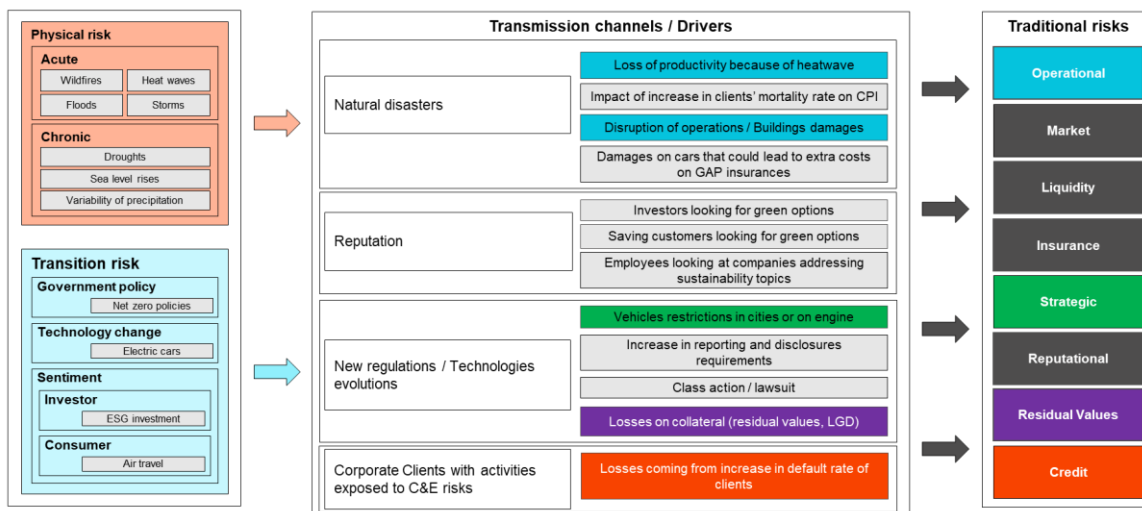 Physical risk
Acute
Wildfires
Heat waves
Floods
Storms
Chronic
Droughts
Sea level rises
Variability of precipitation
Transition risk
Government policy
Net zero policies
Technology change
Electric cars
Sentiment
Investor
ESG investment
Consumer
Air travel
Transmission channels / Drivers
Natural disasters
Loss of productivity because of heatwave
Impact of increase in clients' mortality rate on CPI
Disruption of operations / Buildings damages
Damages on cars that could lead to extra costs
on GAP insurances
Reputation
Investors looking for green options
Saving customers looking for green options
Employees looking at companies addressing
sustainability topics
New regulations / Technologies
evolutions
Vehicles restrictions in cities or on engine
Increase in reporting and disclosures
requirements
Class action / lawsuit
Losses on collateral (residual values, LGD)
Corporate Clients with activities
exposed to C&E risks
Losses coming from increase in default rate of
clients
Traditional risks
Operational
Market
Liquidity
Insurance
Strategic
Reputational
Residual Values
Credit